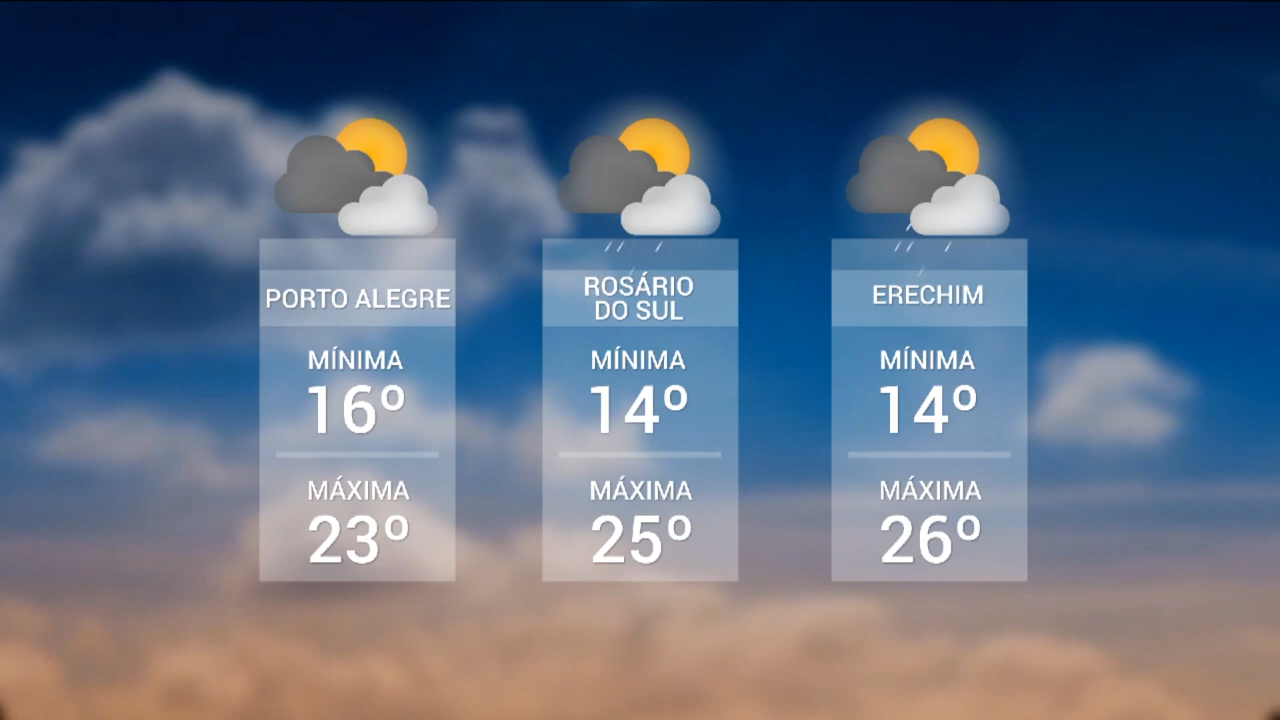 PORTO ALEGRE
MÍNIMA
16º
MÁXIMA
23º
ROSÁRIO
DO SUL
MÍNIMA
14º
MÁXIMA
25º
ERECHIM
MÍNIMA
14º
MÁXIMA
26º